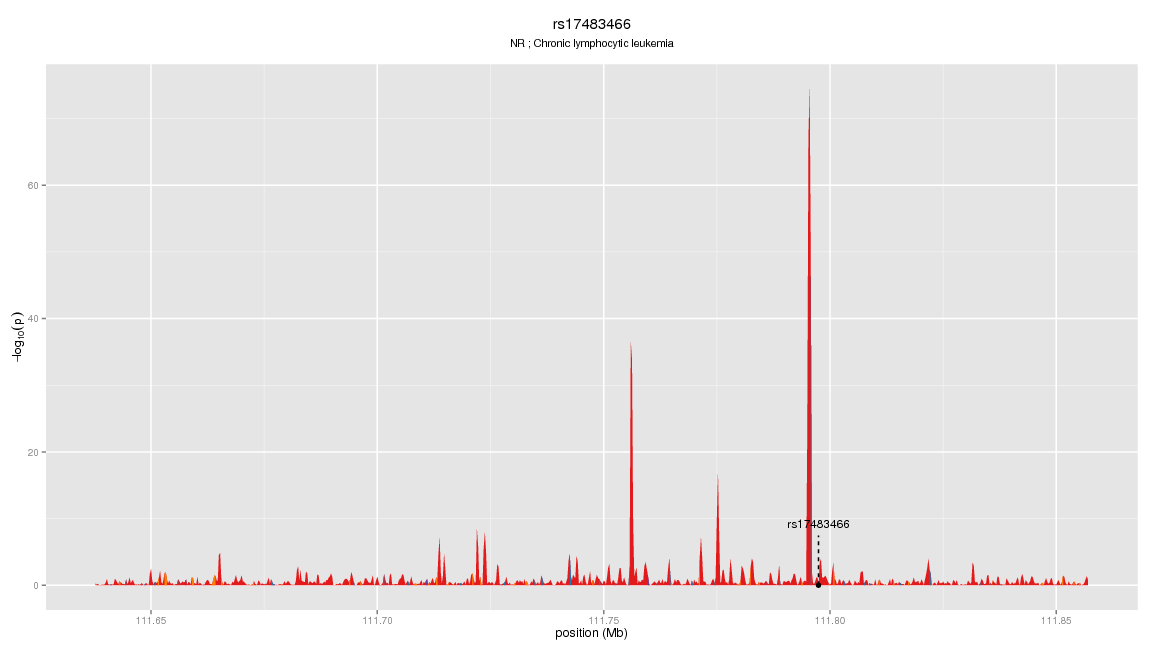 rs17483466
NR ; Chronic lymphocytic leukemia
−log10(p)
60
40
20
0
rs17483466
111.65
111.70
111.75
111.80
111.85
position (Mb)